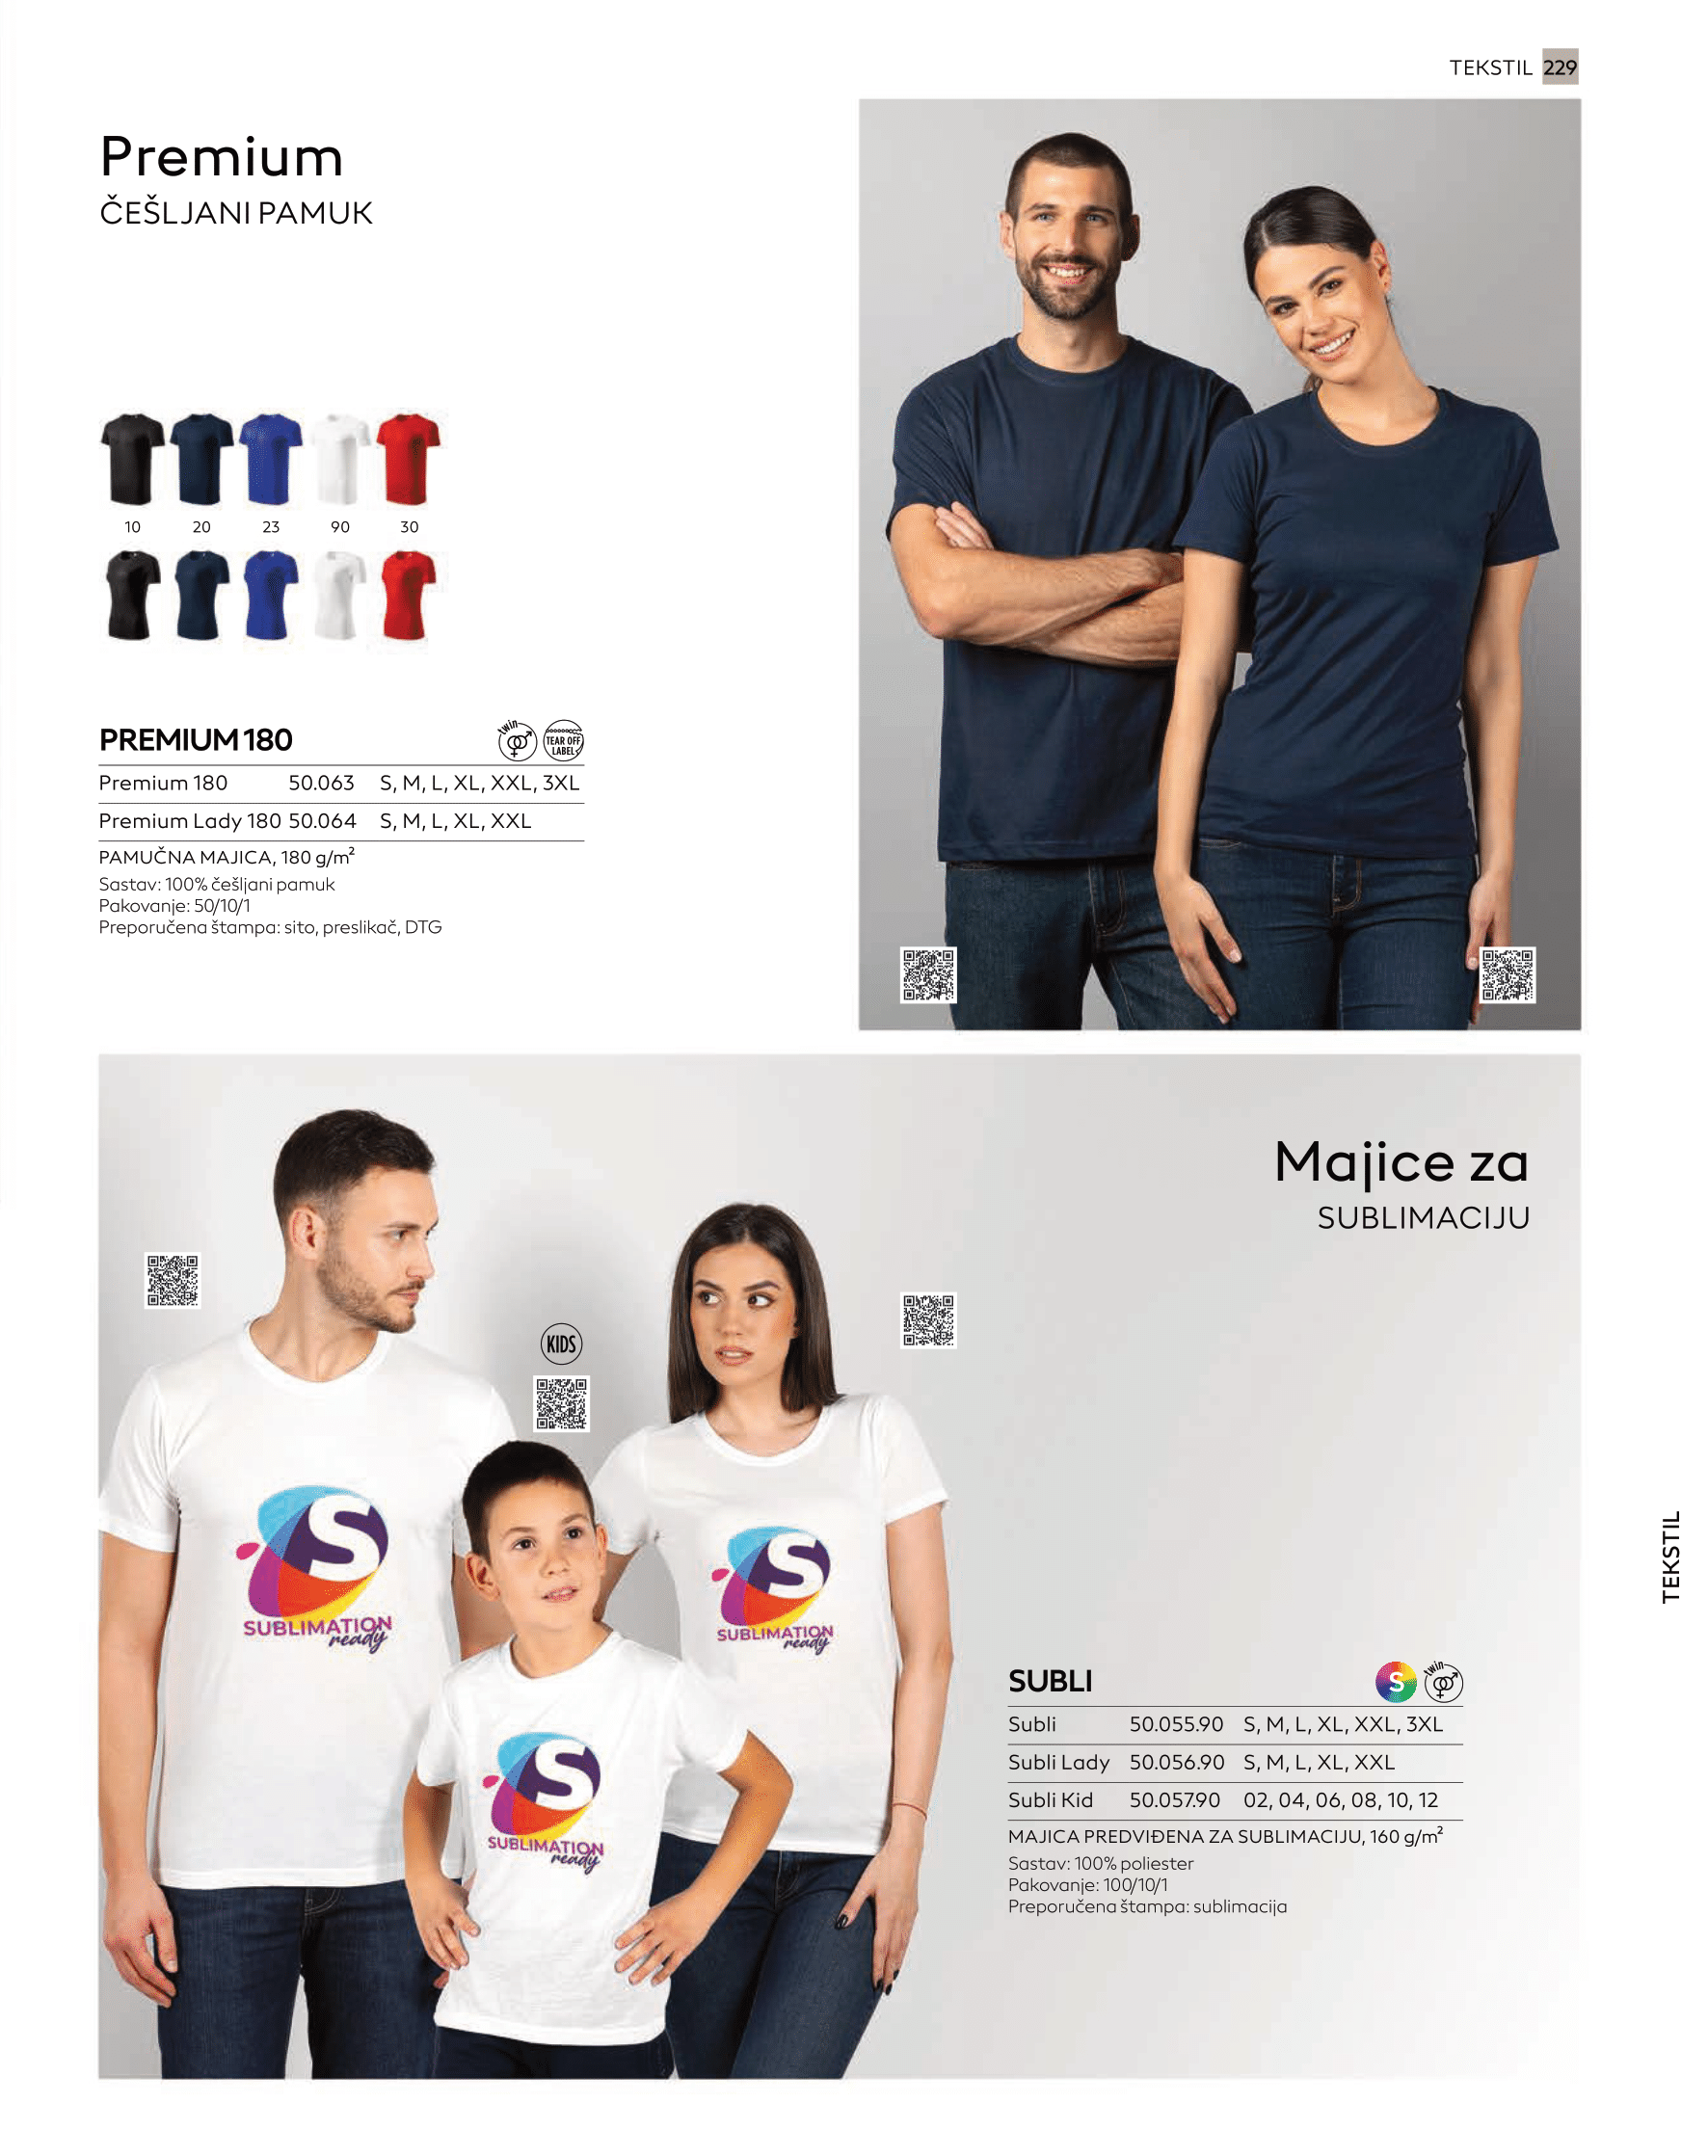 TEKSTIL 229
Premium
ČEŠLJANI PAMUK
10 20 23 90 30
PREMIUM 180
twin
TEAR OFF
LABEL
Premium 180 50.063 S, M, L, XL, XXL, 3XL
Premium Lady 180 50.064 S, M, L, XL, XXL
PAMUČNA MAJICA, 180 g/m²
Sastav: 100% češljani pamuk
Pakovanje: 50/10/1
Preporučena štampa: sito, preslikač, DTG
Majice za
SUBLIMACIJU
KIDS
S
SUBLIMATION
ready
S
SUBLIMATION
ready
S
SUBLIMATION
ready
TEKSTIL
SUBLI
S
twin
Subli 50.055.90 S, M, L, XL, XXL, 3XL
Subli Lady 50.056.90 S, M, L, XL, XXL
Subli Kid 50.057.90 02, 04, 06, 08, 10, 12
MAJICA PREDVIĐENA ZA SUBLIMACIJU, 160 g/m²
Sastav: 100% poliester
Pakovanje: 100/10/1
Preporučena štampa: sublimacija